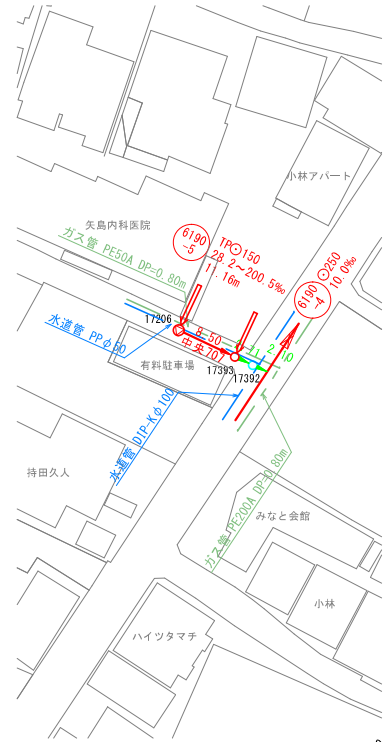 小林アパート
矢島内科医院
ガス管 PE50A DP=0.80m
6190
-5
TP⊙150
28.2~200.5‰
11.16m
6190
-4
⊙250
10.0‰
水道管 PPφ50
17206
8-50
中央707
有料駐車場
17393
17392
水道管 DIP-Kφ100
ガス管 PE200A DP=0.80m
持田久人
みなと会館
小林
ハイツタマチ